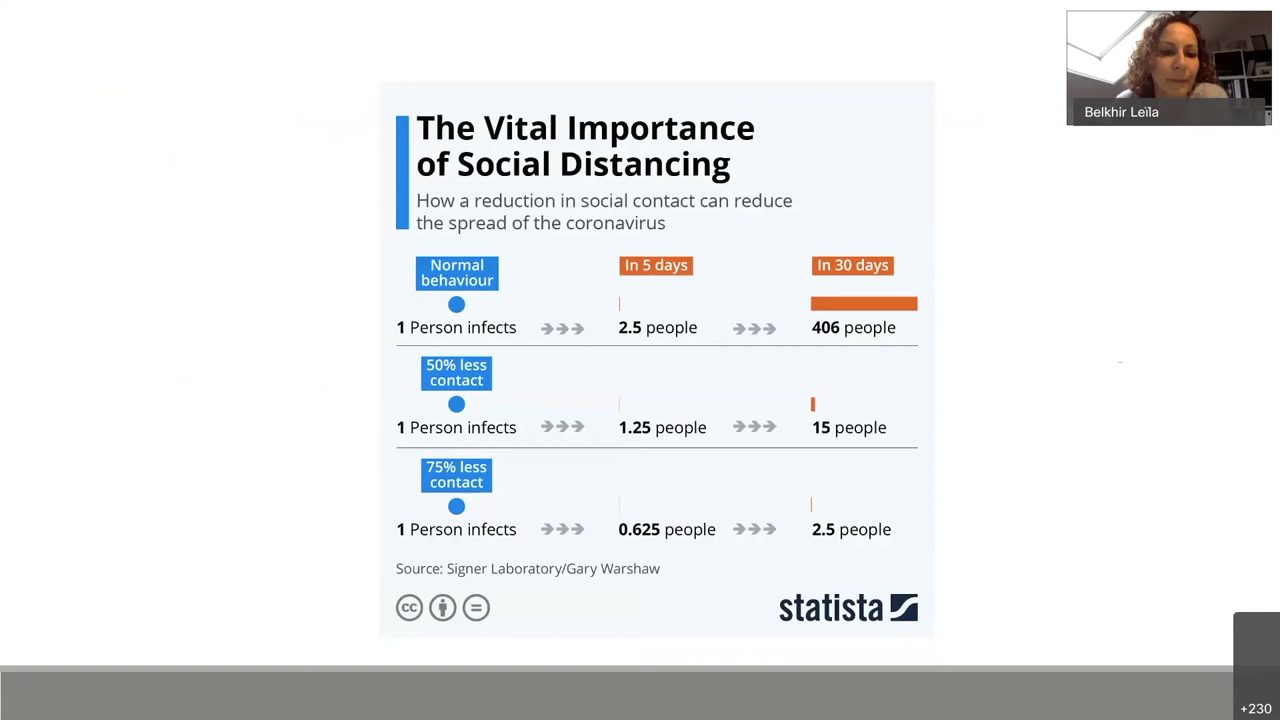 Belkhir Leïla
The Vital Importance
of Social Distancing
How a reduction in social contact can reduce
the spread of the coronavirus
Normal
behaviour
In 5 days
In 30 days
1 Person infects
2.5 people
406 people
50% less
contact
1 Person infects
1.25 people
15 people
75% less
contact
1 Person infects
0.625 people
2.5 people
Source: Signer Laboratory/Gary Warshaw
cc
statista
+230